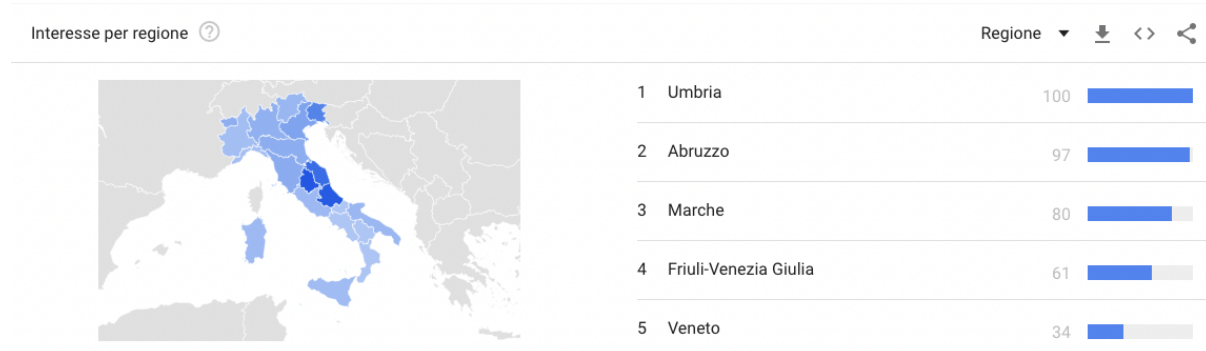 Interesse per regione
Regione
1 Umbria 100
2 Abruzzo 97
3 Marche 80
4 Friuli-Venezia Giulia 61
5 Veneto 34